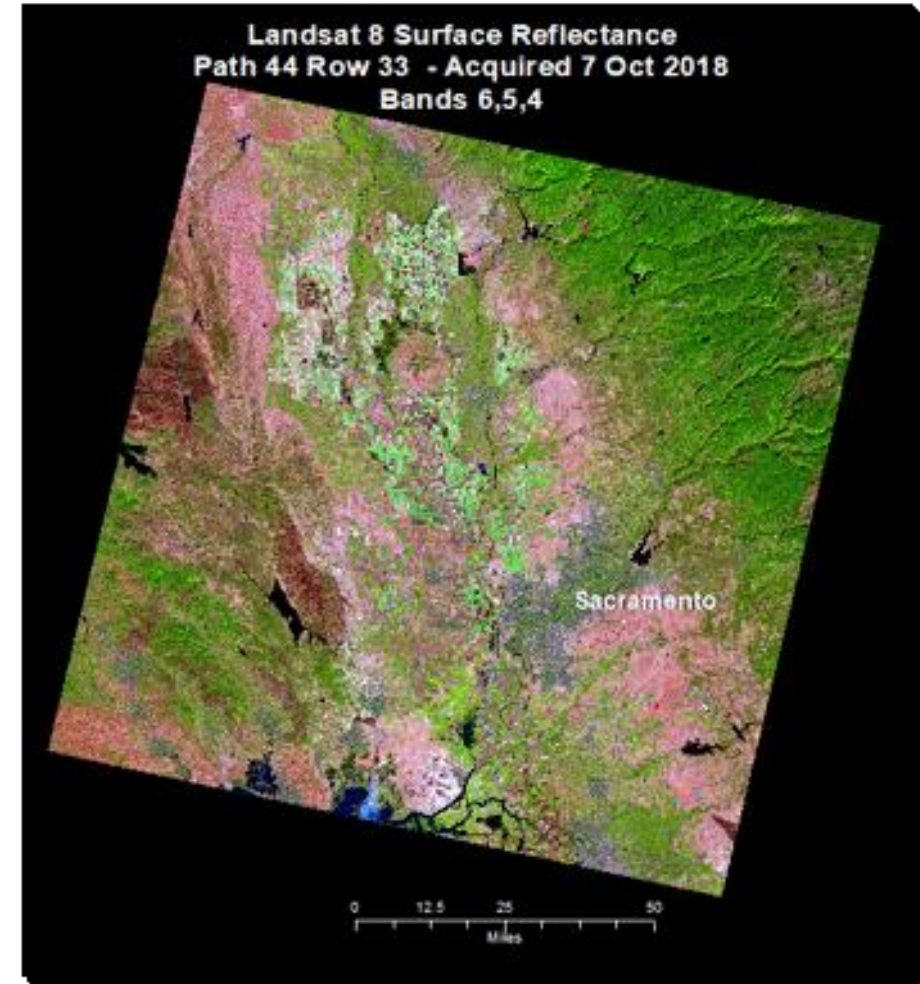 Landsat 8 Surface Reflectance
Path 44 Row 33 - Acquired 7 Oct 2018
Bands 6,5,4
Sacramento
0 12.5 25 50
Miles